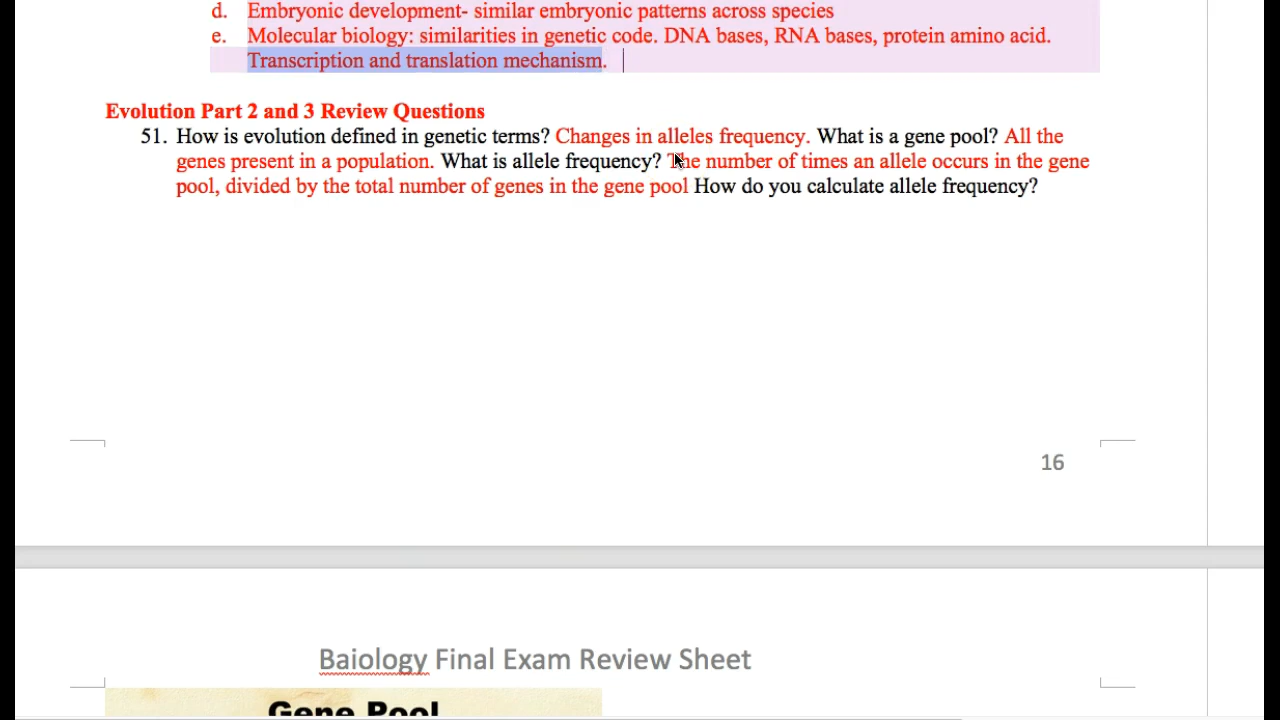 d. Embryonic development- similar embryonic patterns across species
e. Molecular biology: similarities in genetic code. DNA bases, RNA bases, protein amino acid.
Transcription and translation mechanism.
Evolution Part 2 and 3 Review Questions
51. How is evolution defined in genetic terms? Changes in alleles frequency. What is a gene pool? All the
genes present in a population. What is allele frequency? The number of times an allele occurs in the gene
pool, divided by the total number of genes in the gene pool How do you calculate allele frequency?
16
Baiology Final Exam Review Sheet
Gene Pool